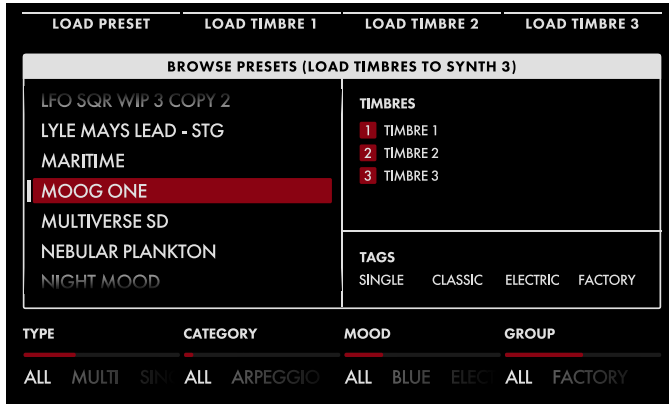 LOAD PRESET LOAD TIMBRE 1 LOAD TIMBRE 2 LOAD TIMBRE 3
BROWSE PRESETS (LOAD TIMBRES TO SYNTH 3)
LFO SQR WIP 3 COPY 2
LYLE MAYS LEAD - STG
MARITIME
MOOG ONE
MULTIVERSE SD
NEBULAR PLANKTON
NIGHT MOOD
TIMBRES
1 TIMBRE 1
2 TIMBRE 2
3 TIMBRE 3
TAGS
SINGLE CLASSIC ELECTRIC FACTORY
TYPE CATEGORY MOOD GROUP
ALL MULTI SIN ALL ARPEGGIO ALL BLUE ELECT ALL FACTORY